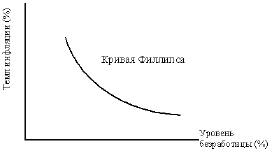 Темп инфляции (%)
Кривая Филлипса
Уровень
безработицы (%)